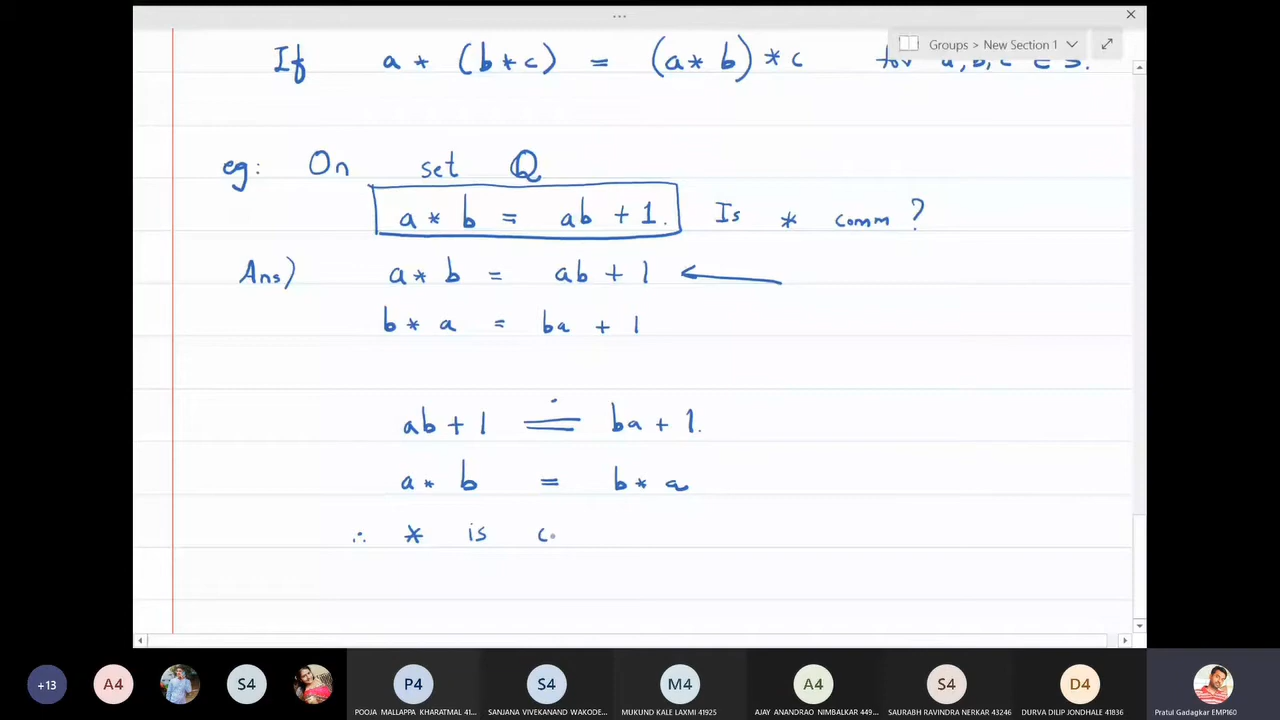 ...
Groups > New Section 1
If a * (b * c) = (a * b) * c for a, b, c ∈ S.
eg: On set Q
a * b = ab + 1. Is * comm ?
Ans) a * b = ab + 1
b * a = ba + 1
ab + 1 = ba + 1.
a * b = b * a
∴ * is c
+13
A4
S4
P4
S4
M4
A4
S4
D4
POOJA MALLAPPA KHARATMAL 41...
SANJANA VIVEKANAND WAKODE...
MUKUND KALE LAXMI 41925
AJAY ANANDRAO NIMBALKAR 449...
SAURABH RAVINDRA NERKAR 43246
DURVA DILIP JONDHALE 41836
Pratul Gadagkar EMP160